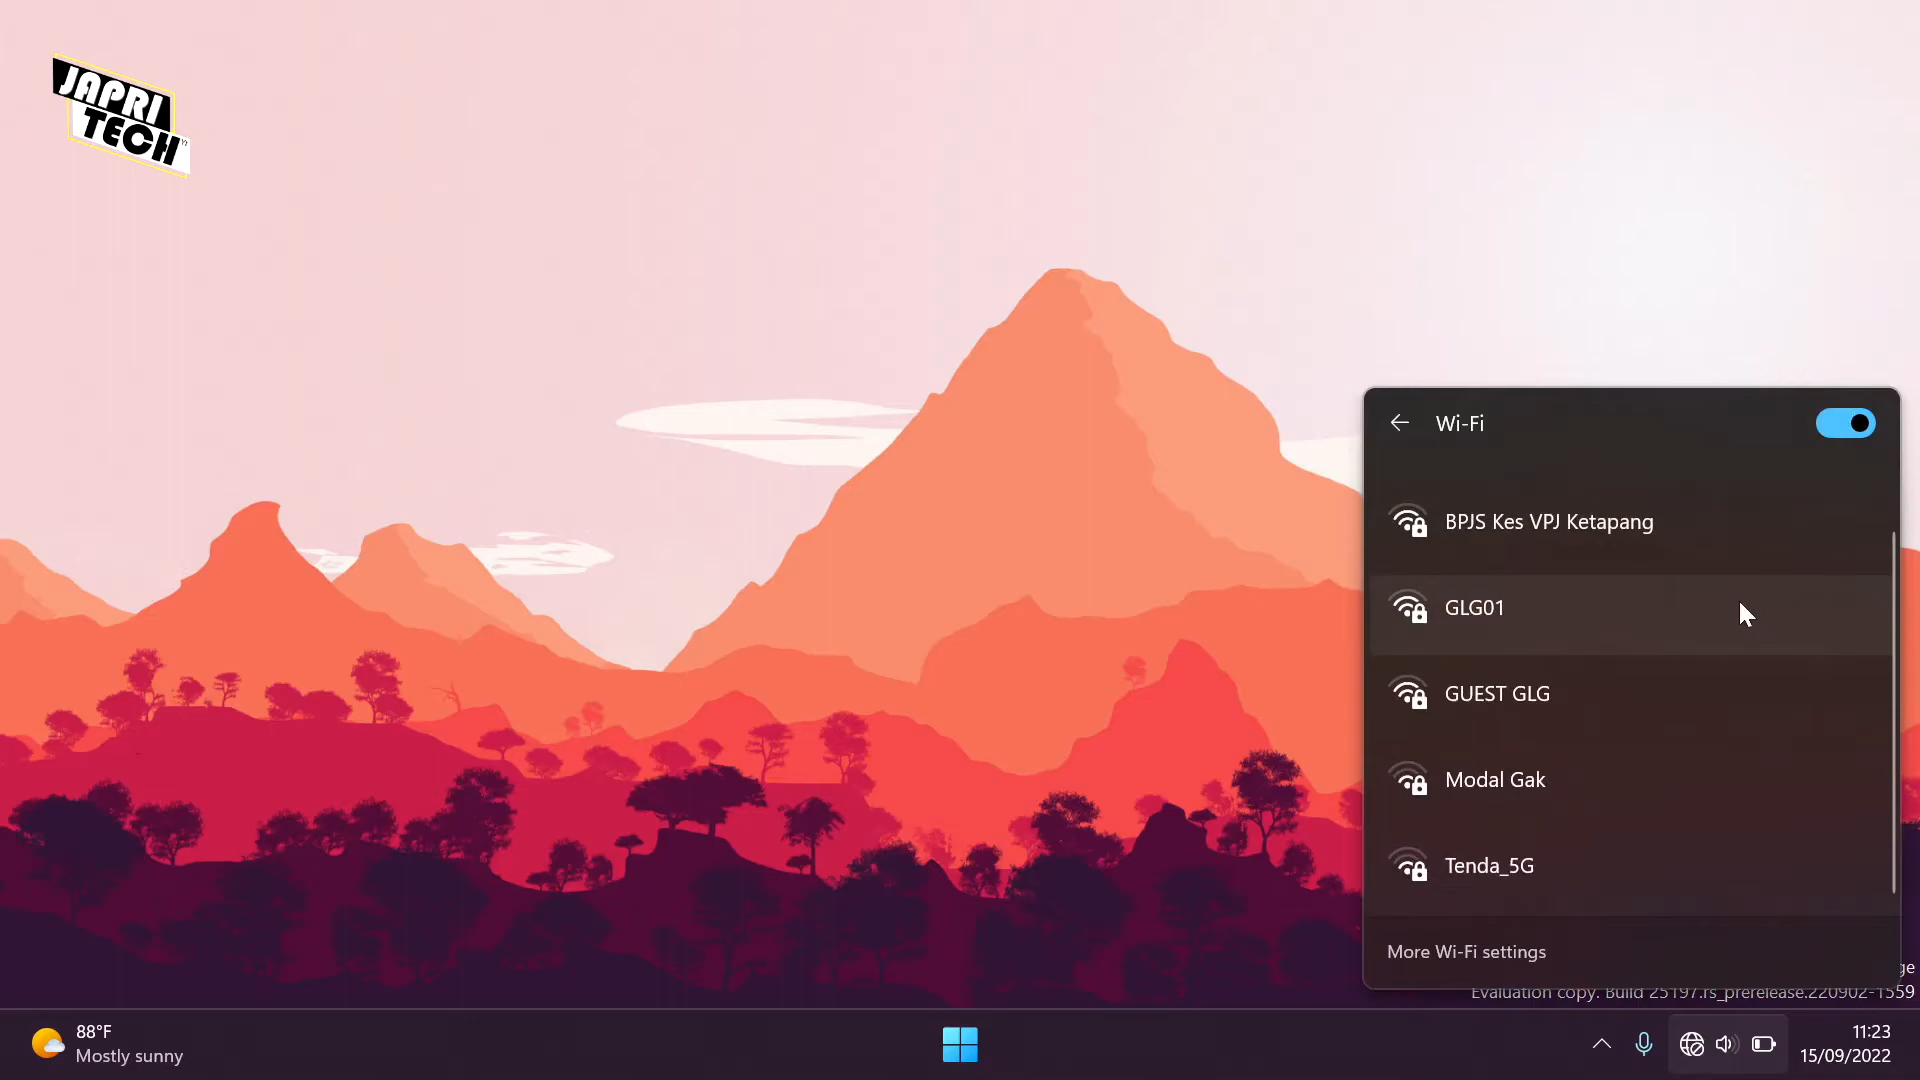 JAPRI
TECH
Wi-Fi
BPJS Kes VPJ Ketapang
GLG01
GUEST GLG
Modal Gak
Tenda_5G
More Wi-Fi settings
Evaluation copy. Build 25197.rs_prerelease.220902-1559
88°F
Mostly sunny
11:23
15/09/2022